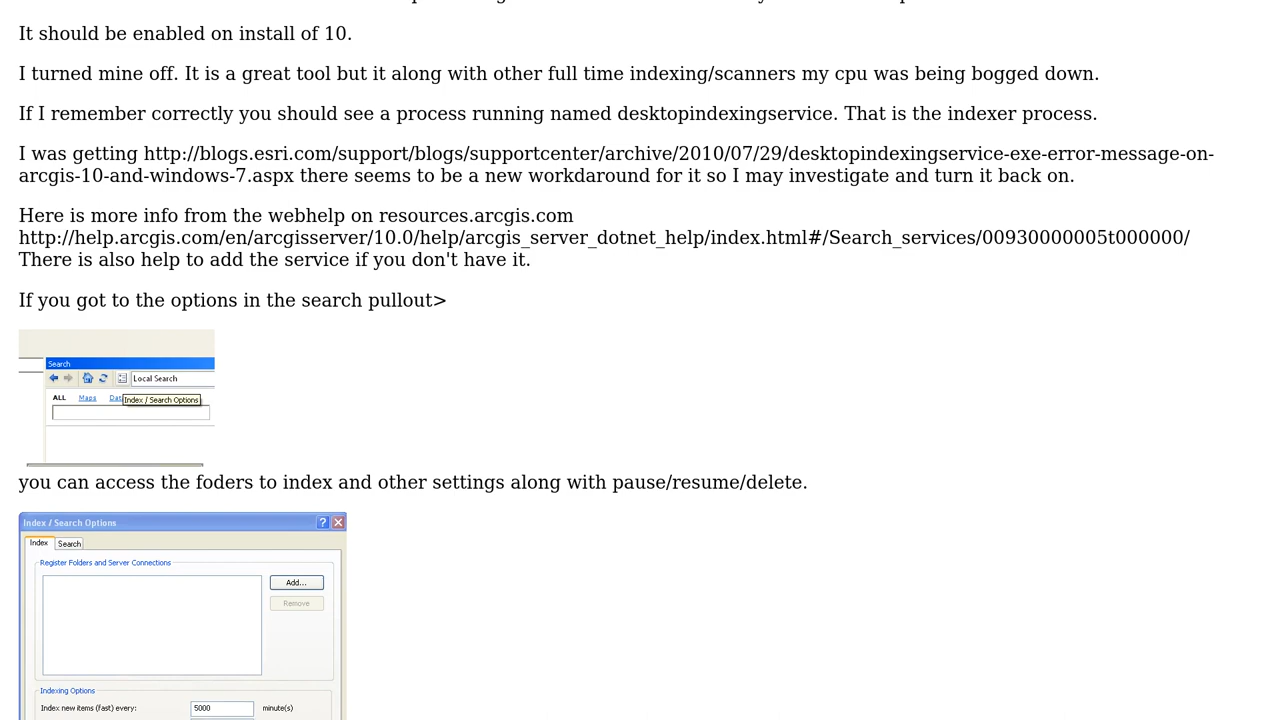 It should be enabled on install of 10.
I turned mine off. It is a great tool but it along with other full time indexing/scanners my cpu was being bogged down.
If I remember correctly you should see a process running named desktopindexingservice. That is the indexer process.
I was getting http://blogs.esri.com/support/blogs/supportcenter/archive/2010/07/29/desktopindexingservice-exe-error-message-on-
arcgis-10-and-windows-7.aspx there seems to be a new workdaround for it so I may investigate and turn it back on.
Here is more info from the webhelp on resources.arcgis.com
http://help.arcgis.com/en/arcgisserver/10.0/help/arcgis_server_dotnet_help/index.html#/Search_services/00930000005t000000/
There is also help to add the service if you don't have it.
If you got to the options in the search pullout>
Search
Local Search
ALL Maps Dat
Index / Search Options
you can access the foders to index and other settings along with pause/resume/delete.
Index / Search Options
Index Search
Register Folders and Server Connections
Add...
Remove
Indexing Options
Index new items (fast) every: 5000 minute(s)